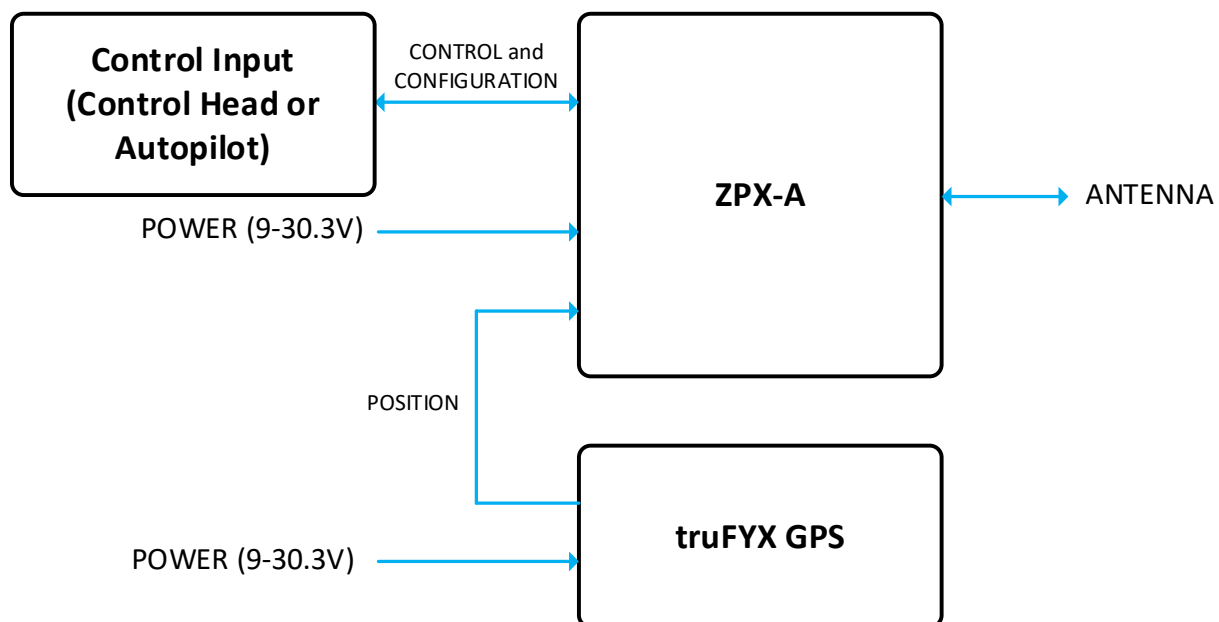 Control Input
(Control Head or
Autopilot)
CONTROL and
CONFIGURATION
ZPX-A
ANTENNA
POWER (9-30.3V)
POSITION
truFYX GPS
POWER (9-30.3V)